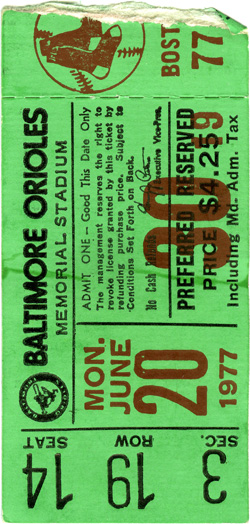 BOST
77
BALTIMORE ORIOLES
MEMORIAL STADIUM
ADMIT ONE—Good This Date Only
The management reserves the right to
revoke license granted by this ticket by
refunding purchase price. Subject to
Conditions Set Forth on Back.
No Cash Refunds
Executive Vice-Pres.
PREFERRED RESERVED
PRICE $4.25
Including Md. Adm. Tax
MON.
JUNE
20
1977
SEC.
3
ROW
19
SEAT
14